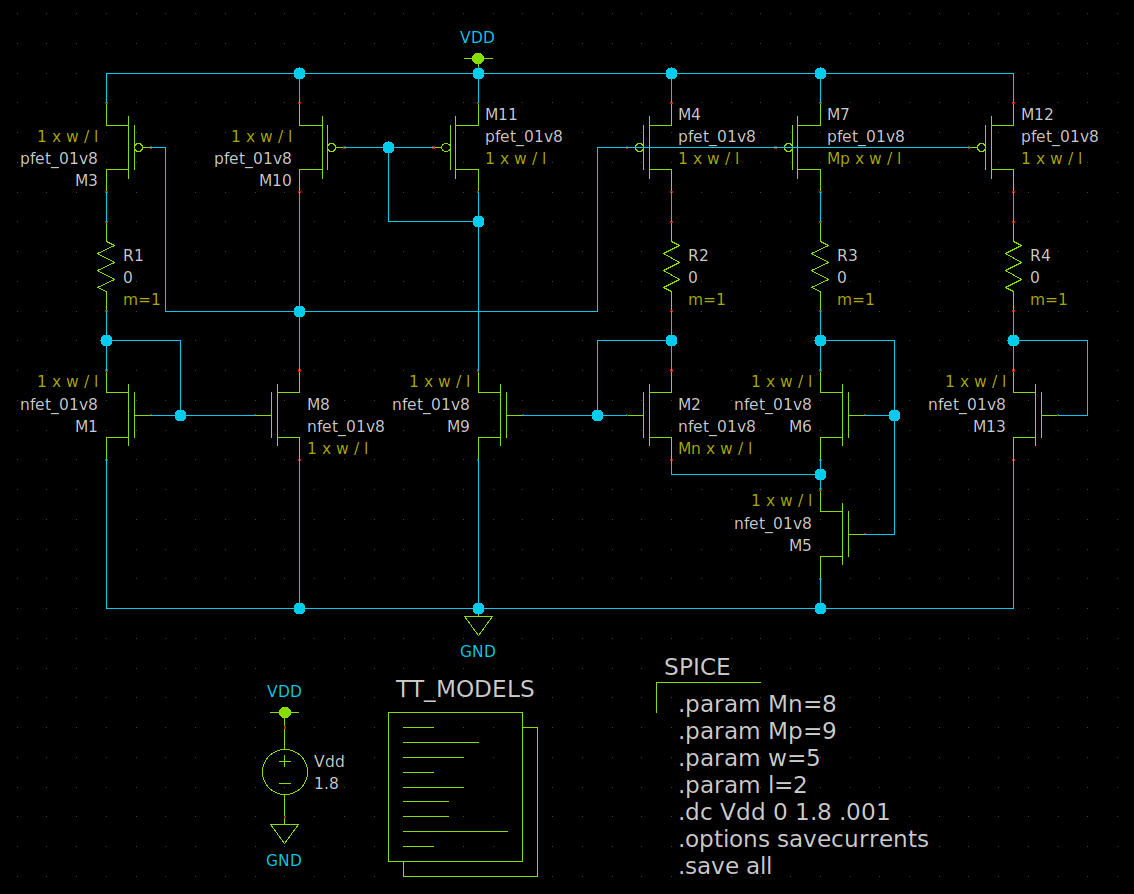 VDD
1 x w / l
pfet_01v8
M3
1 x w / l
pfet_01v8
M10
M11
pfet_01v8
1 x w / l
M4
pfet_01v8
1 x w / l
M7
pfet_01v8
Mp x w / l
M12
pfet_01v8
1 x w / l
R1
0
m=1
R2
0
m=1
R3
0
m=1
R4
0
m=1
1 x w / l
nfet_01v8
M1
M8
nfet_01v8
1 x w / l
1 x w / l
nfet_01v8
M9
M2
nfet_01v8
Mn x w / l
1 x w / l
nfet_01v8
M6
1 x w / l
nfet_01v8
M13
1 x w / l
nfet_01v8
M5
GND
VDD
+
−
Vdd
1.8
GND
TT_MODELS
SPICE
.param Mn=8
.param Mp=9
.param w=5
.param l=2
.dc Vdd 0 1.8 .001
.options savecurrents
.save all